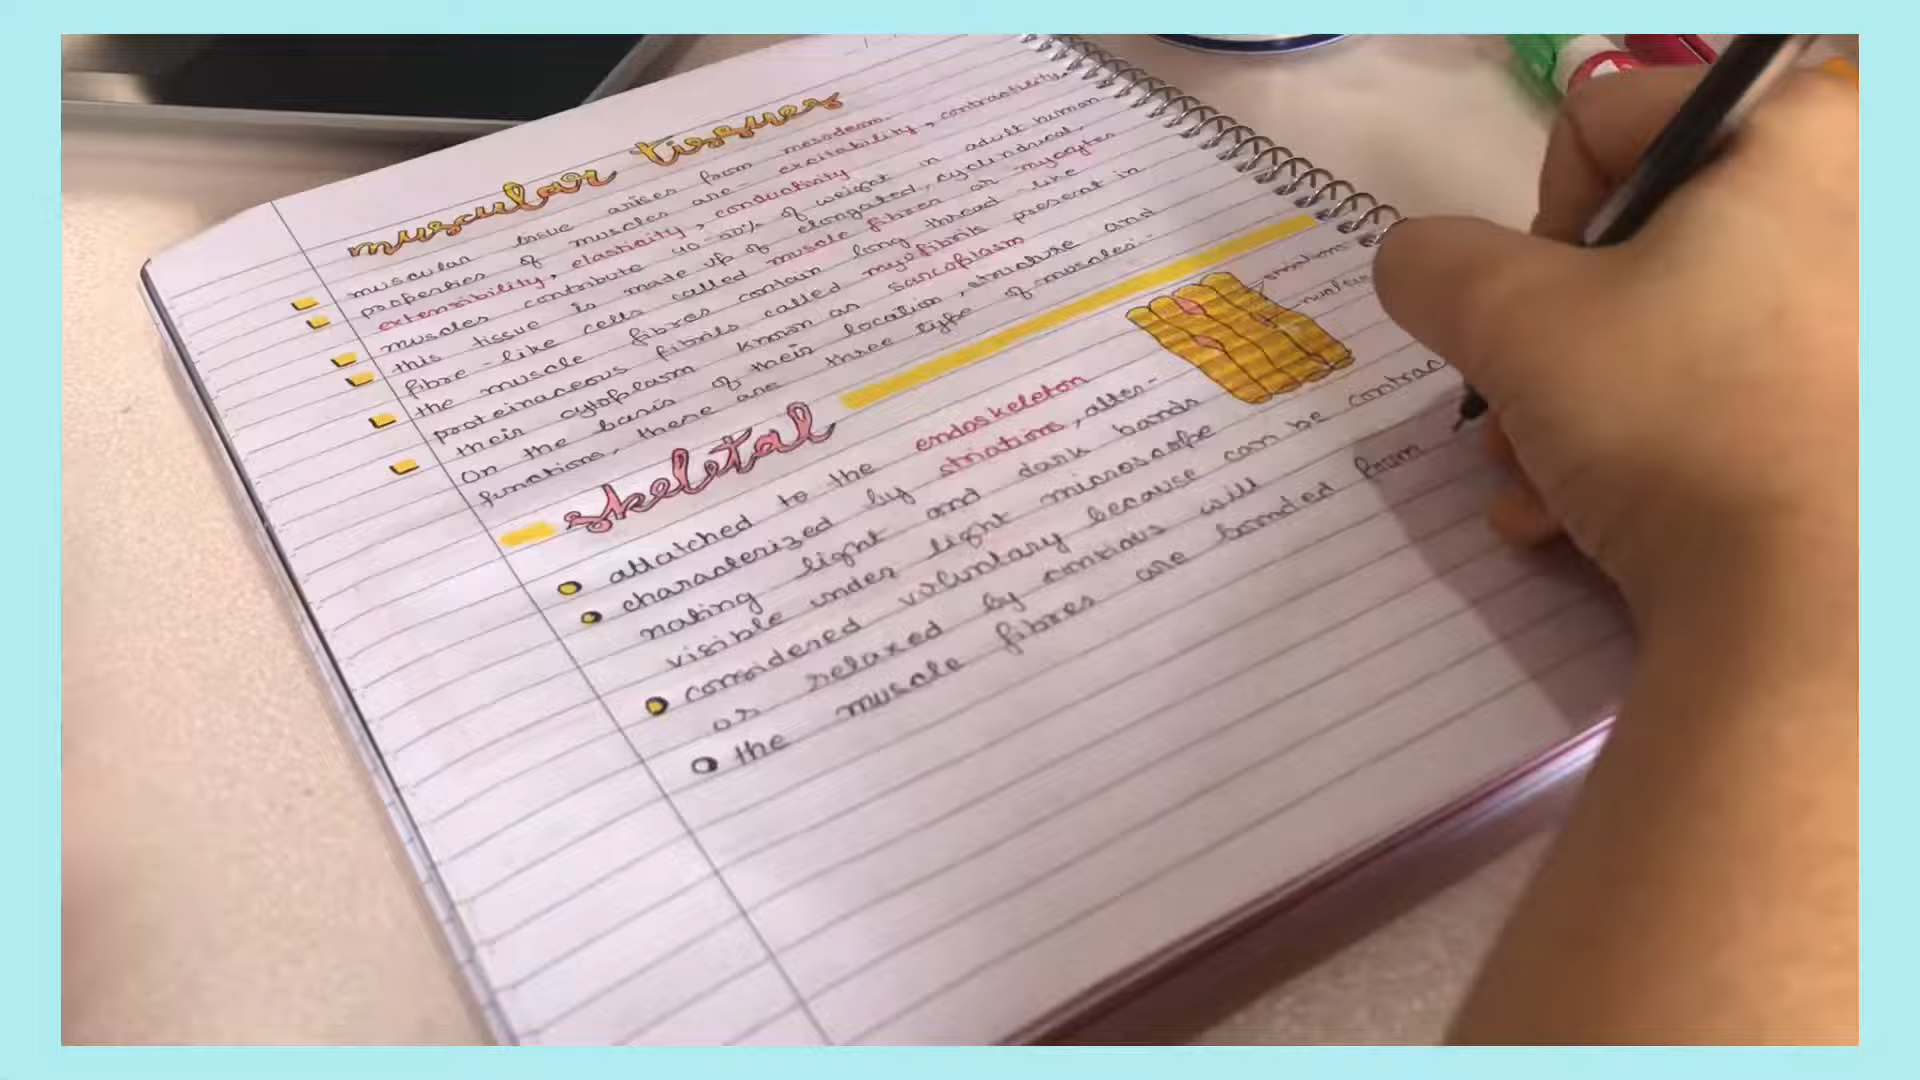 muscular tissues
muscular tissue arises from mesoderm.
properties of muscles are - excitability, contractility,
extensibility, elasticity, conductivity
muscles contribute 40-50% of weight in adult human
this tissue is made up of elongated, cylindrical,
fibre-like cells called muscle fibres or myocytes
the muscle fibres contain long thread like
proteinaceous fibrils called myofibrils present in
their cytoplasm known as sarcoplasm
On the basis of their location, structure and
functions, there are three type of muscles:-
skeletal
striations
nucleus
attatched to the endoskeleton
characterized by striations, alter-
nating light and dark bands
visible under light microscope
considered voluntary because can be contrac
or relaxed by contious will
the muscle fibres are bonded from